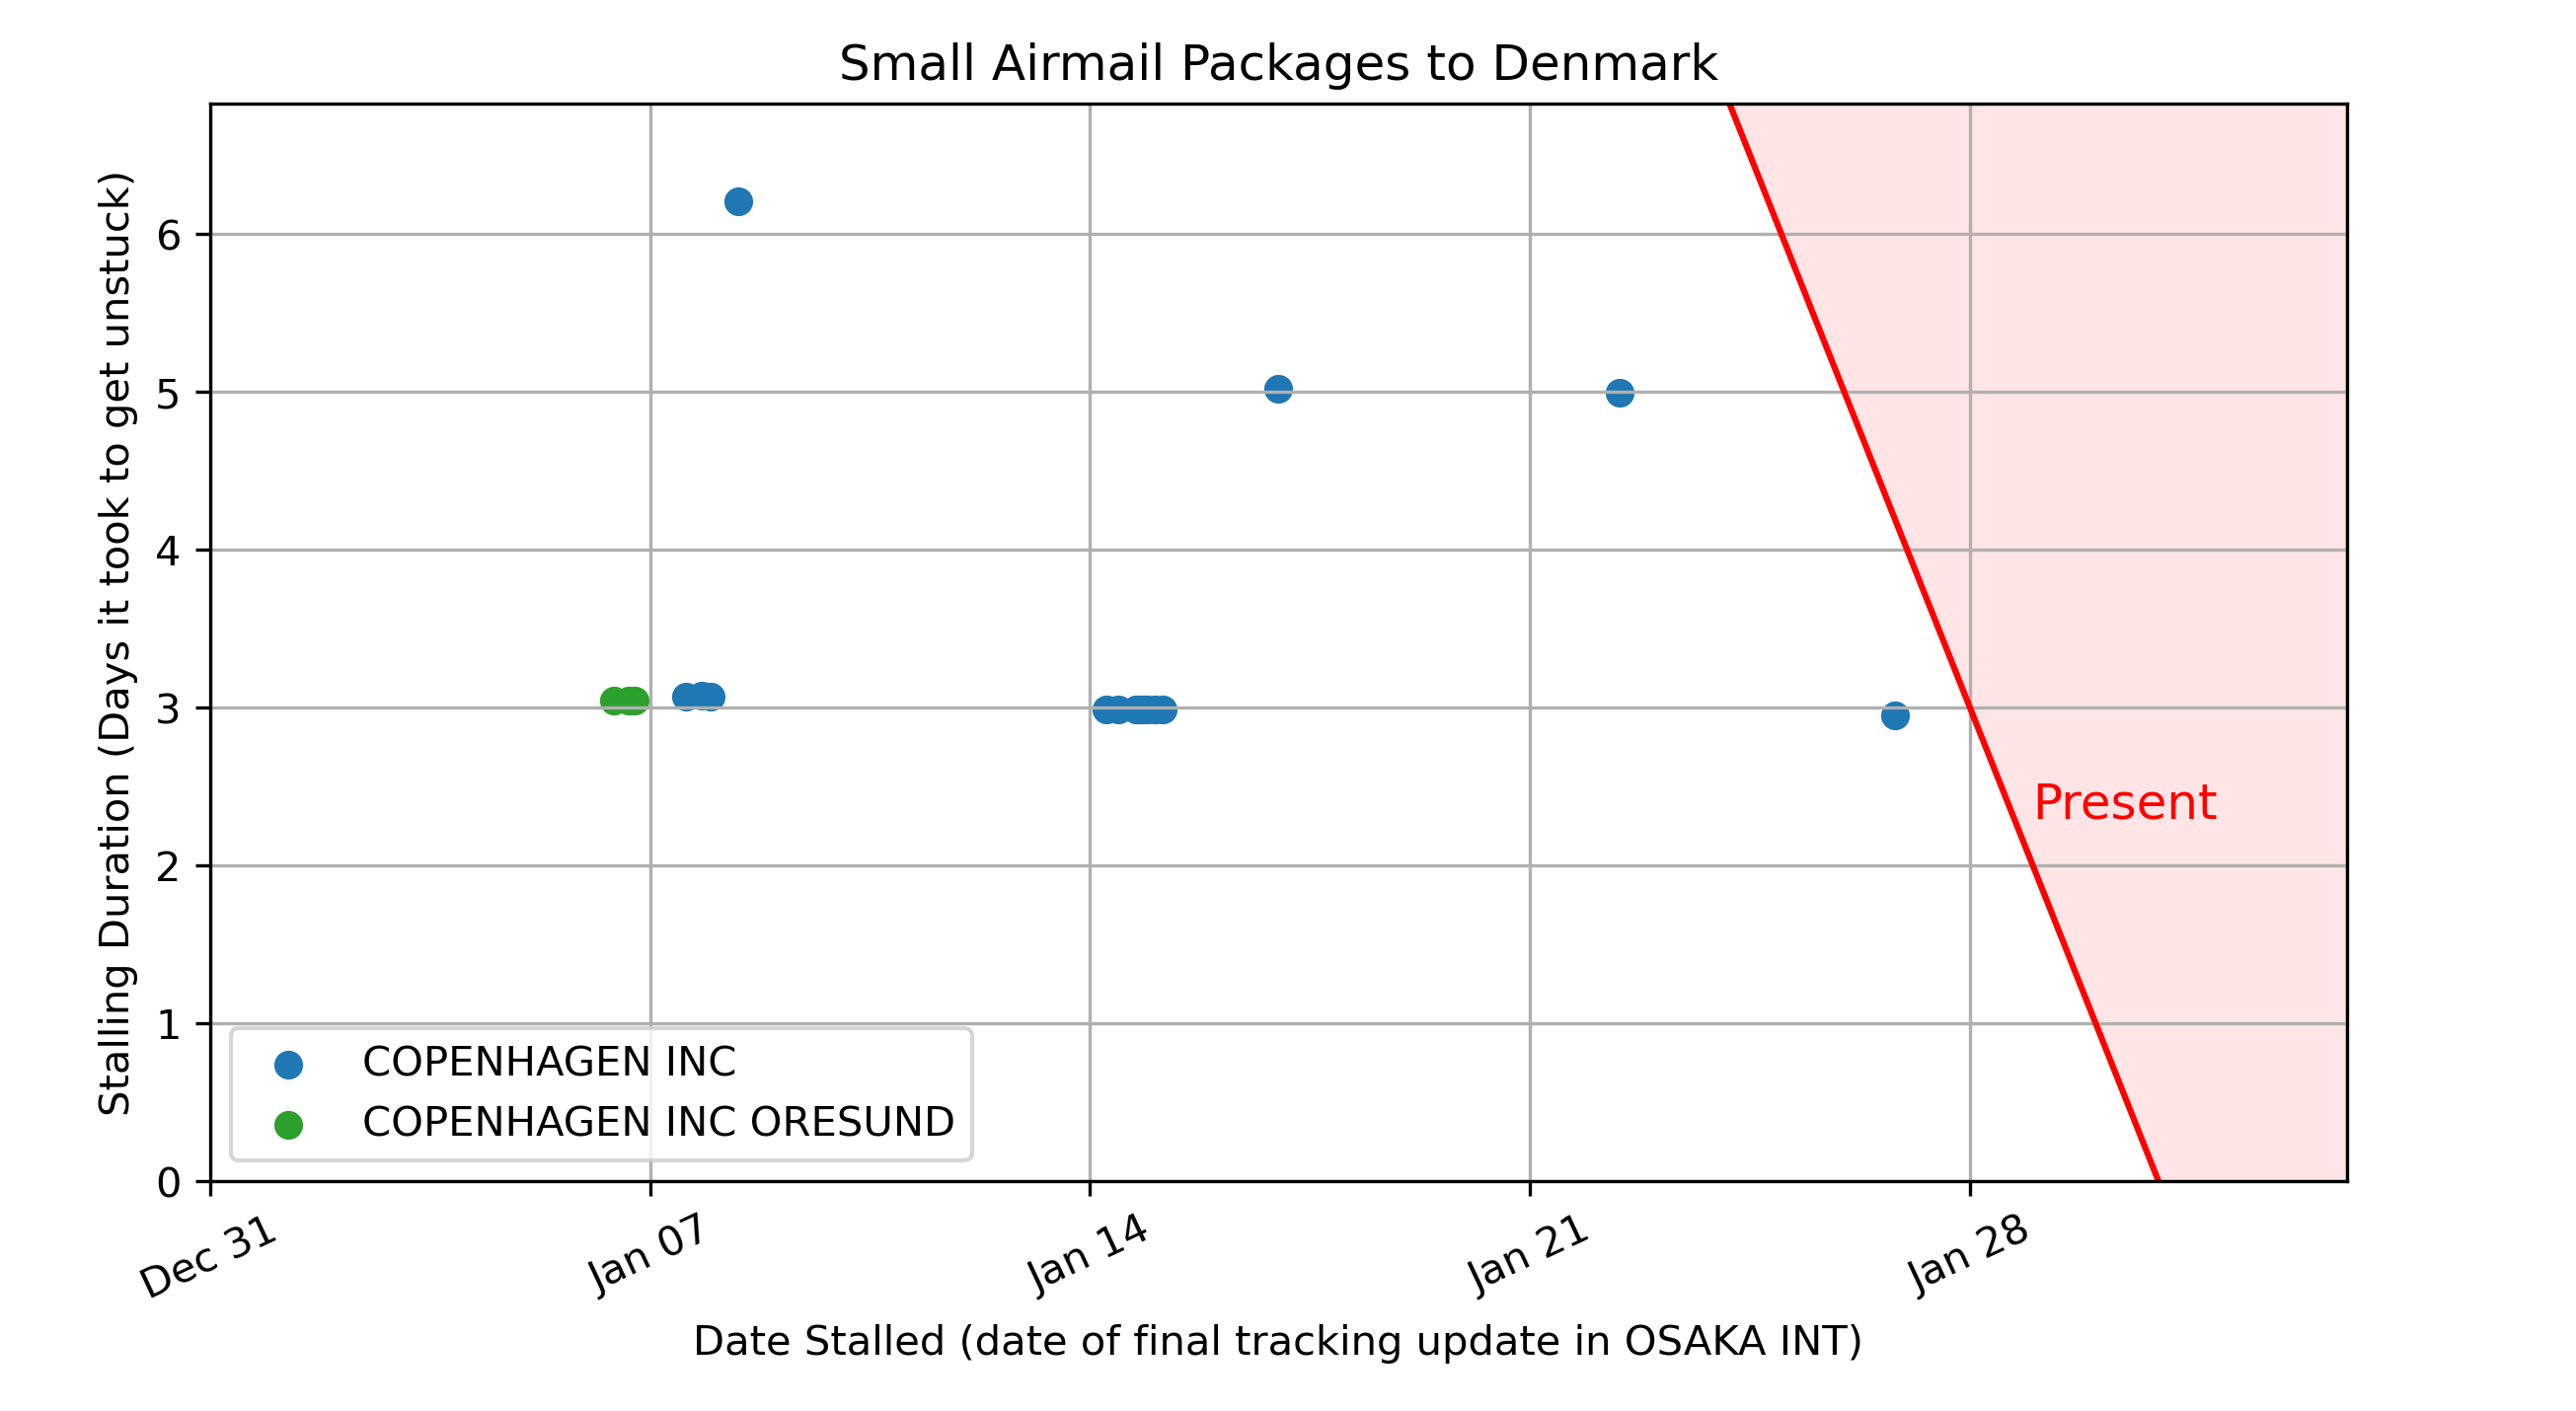 Small Airmail Packages to Denmark
Stalling Duration (Days it took to get unstuck)
6
5
4
3
2
1
0
Present
COPENHAGEN INC
COPENHAGEN INC ORESUND
Dec 31
Jan 07
Jan 14
Jan 21
Jan 28
Date Stalled (date of final tracking update in OSAKA INT)